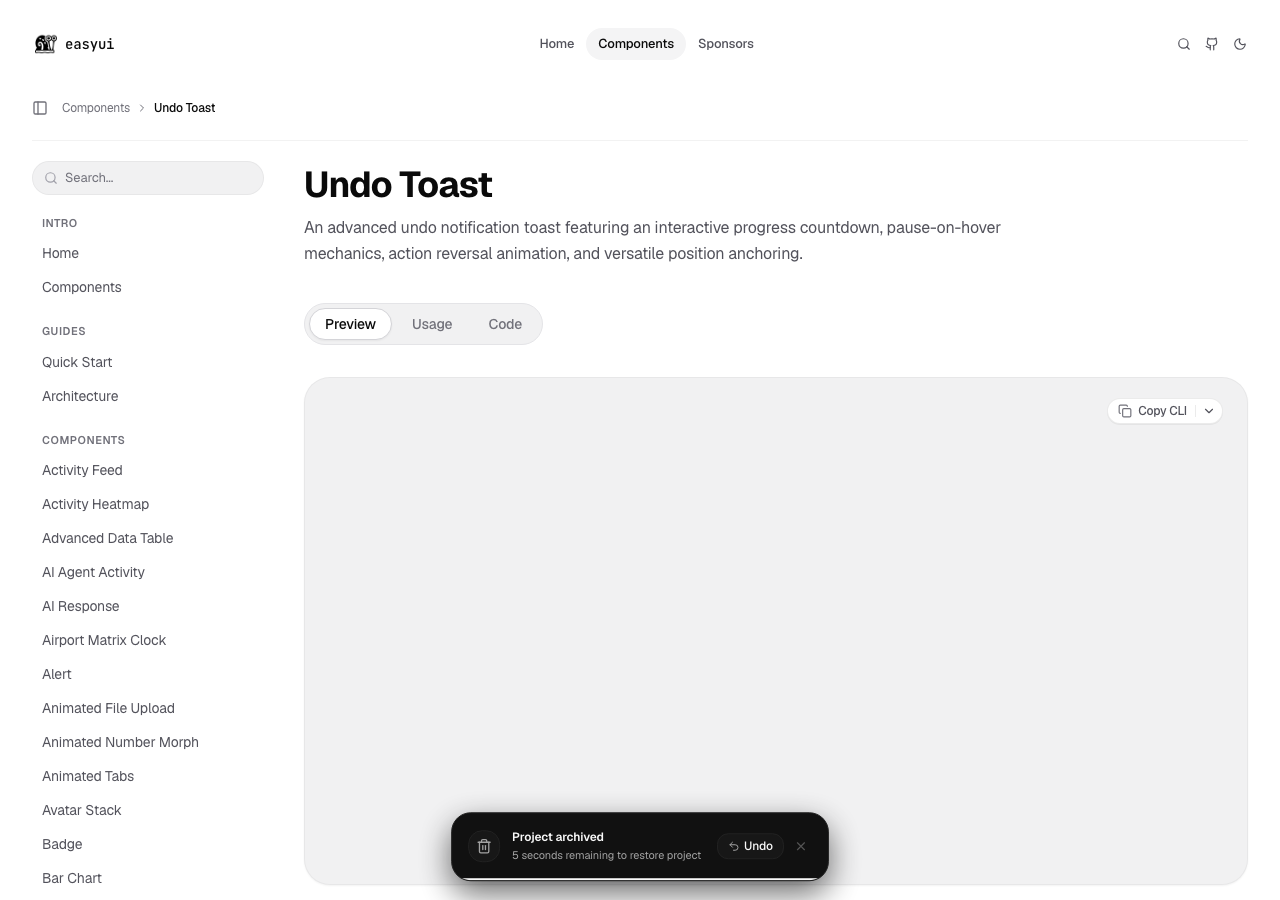 easyui
Home
Components
Sponsors
Components
Undo Toast
Search...
INTRO
Home
Components
GUIDES
Quick Start
Architecture
COMPONENTS
Activity Feed
Activity Heatmap
Advanced Data Table
AI Agent Activity
AI Response
Airport Matrix Clock
Alert
Animated File Upload
Animated Number Morph
Animated Tabs
Avatar Stack
Badge
Bar Chart
Undo Toast
An advanced undo notification toast featuring an interactive progress countdown, pause-on-hover
mechanics, action reversal animation, and versatile position anchoring.
Preview
Usage
Code
Copy CLI
Project archived
5 seconds remaining to restore project
Undo